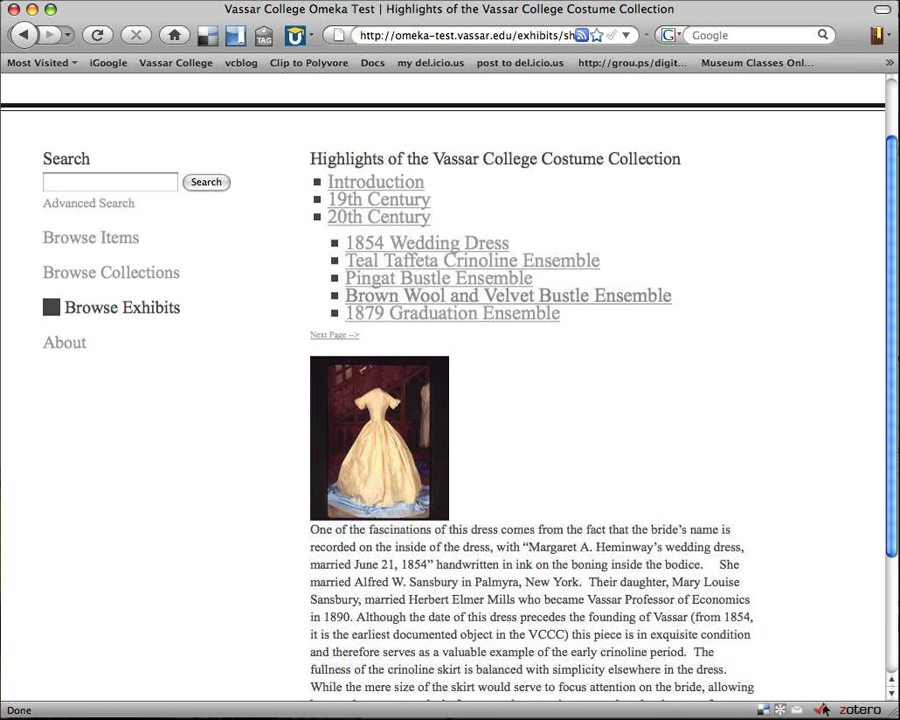 Vassar College Omeka Test | Highlights of the Vassar College Costume Collection
http://omeka-test.vassar.edu/exhibits/sh
G
Google
TAG
Most Visited
iGoogle
Vassar College
vcblog
Clip to Polyvore
Docs
my del.icio.us
post to del.icio.us
http://grou.ps/digit...
Museum Classes Onl...
»
Search
Search
Advanced Search
Browse Items
Browse Collections
Browse Exhibits
About
Highlights of the Vassar College Costume Collection
Introduction
19th Century
20th Century
1854 Wedding Dress
Teal Taffeta Crinoline Ensemble
Pingat Bustle Ensemble
Brown Wool and Velvet Bustle Ensemble
1879 Graduation Ensemble
Next Page -->
One of the fascinations of this dress comes from the fact that the bride’s name is
recorded on the inside of the dress, with “Margaret A. Heminway’s wedding dress,
married June 21, 1854” handwritten in ink on the boning inside the bodice. She
married Alfred W. Sansbury in Palmyra, New York. Their daughter, Mary Louise
Sansbury, married Herbert Elmer Mills who became Vassar Professor of Economics
in 1890. Although the date of this dress precedes the founding of Vassar (from 1854,
it is the earliest documented object in the VCCC) this piece is in exquisite condition
and therefore serves as a valuable example of the early crinoline period. The
fullness of the crinoline skirt is balanced with simplicity elsewhere in the dress.
While the mere size of the skirt would serve to focus attention on the bride, allowing
Done
zotero